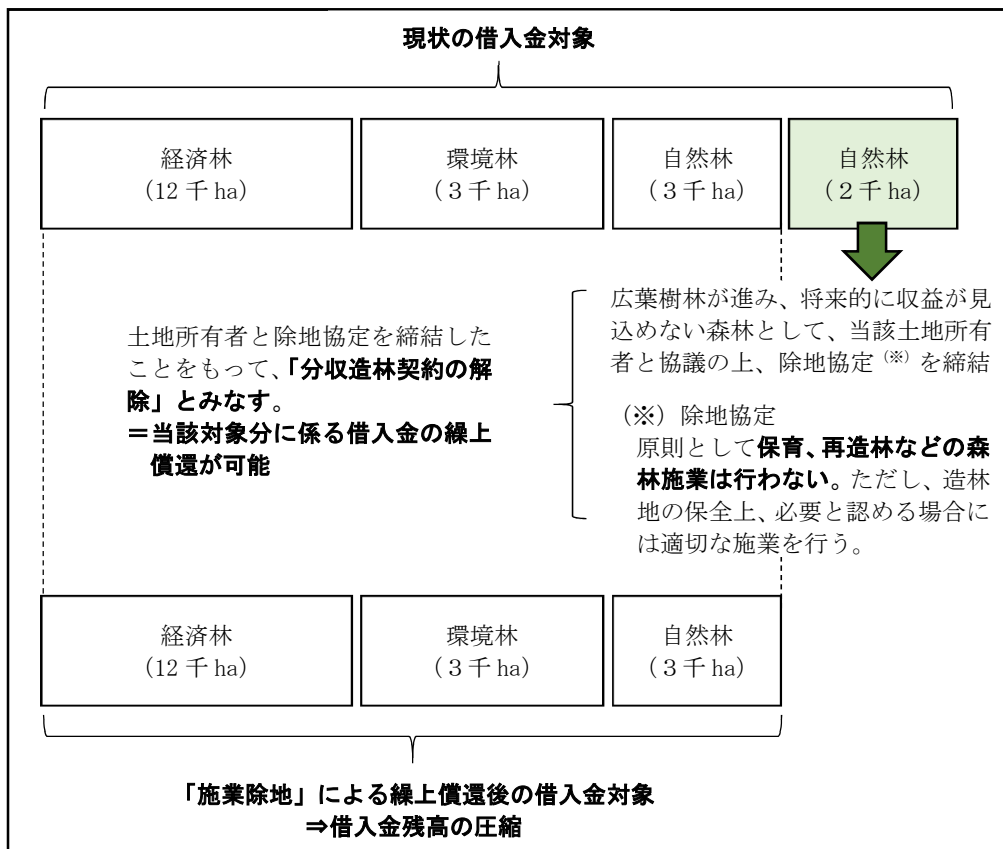 現状の借入金対象
経済林
(12 千 ha)
環境林
(３千 ha)
自然林
(３千 ha)
自然林
(２千 ha)
広葉樹林が進み、将来的に収益が見
込めない森林として、当該土地所有
者と協議の上、除地協定(※)を締結
土地所有者と除地協定を締結した
ことをもって、「分収造林契約の解
除」とみなす。
＝当該対象分に係る借入金の繰上
償還が可能
(※) 除地協定
原則として保育、再造林などの森
林施業は行わない。ただし、造林
地の保全上、必要と認める場合に
は適切な施業を行う。
経済林
(12 千 ha)
環境林
(３千 ha)
自然林
(３千 ha)
「施業除地」による繰上償還後の借入金対象
⇒借入金残高の圧縮